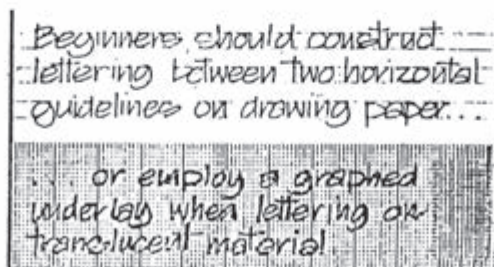 Beginners should construct
lettering between two horizontal
guidelines on drawing paper...
... or employ a graphed
underlay when lettering on
translucent material